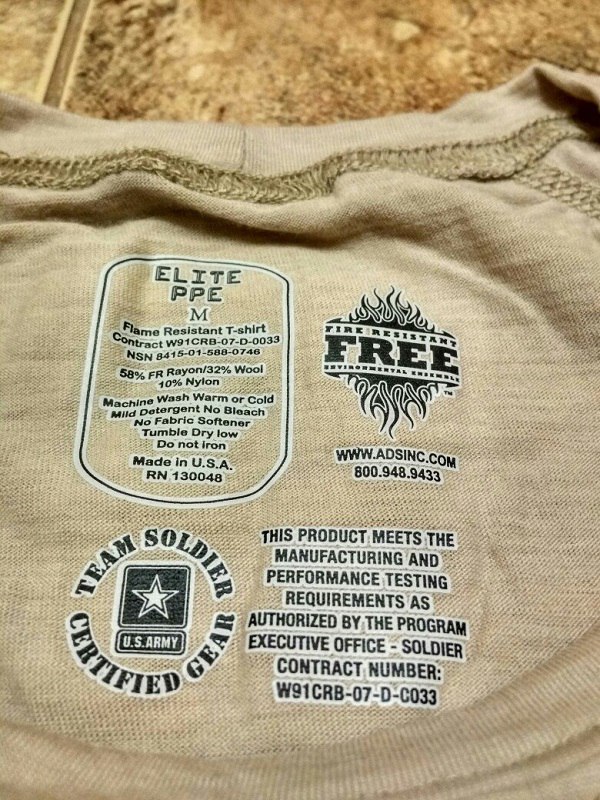 ELITE
PPE
M
Flame Resistant T-shirt
Contract W91CRB-07-D-0033
NSN 8415-01-588-0746
58% FR Rayon/32% Wool
10% Nylon
Machine Wash Warm or Cold
Mild Detergent No Bleach
No Fabric Softener
Tumble Dry low
Do not iron
Made in U.S.A.
RN 130048
FIRE RESISTANT
FREE
ENVIRONMENTAL ENSEMBLE
TM
WWW.ADSINC.COM
800.948.9433
TEAM SOLDIER
U.S.ARMY
CERTIFIED GEAR
THIS PRODUCT MEETS THE
MANUFACTURING AND
PERFORMANCE TESTING
REQUIREMENTS AS
AUTHORIZED BY THE PROGRAM
EXECUTIVE OFFICE - SOLDIER
CONTRACT NUMBER:
W91CRB-07-D-C033